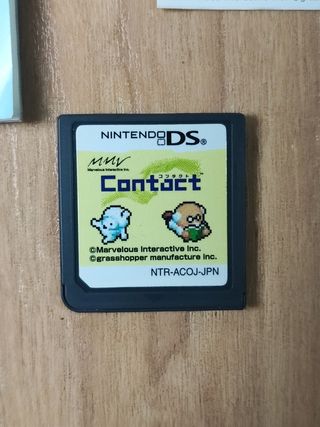 NINTENDO DS®
MMV
Marvelous Interactive Inc.
コンタクト
Contact™
©Marvelous Interactive Inc.
©grasshopper manufacture inc.
NTR-ACOJ-JPN